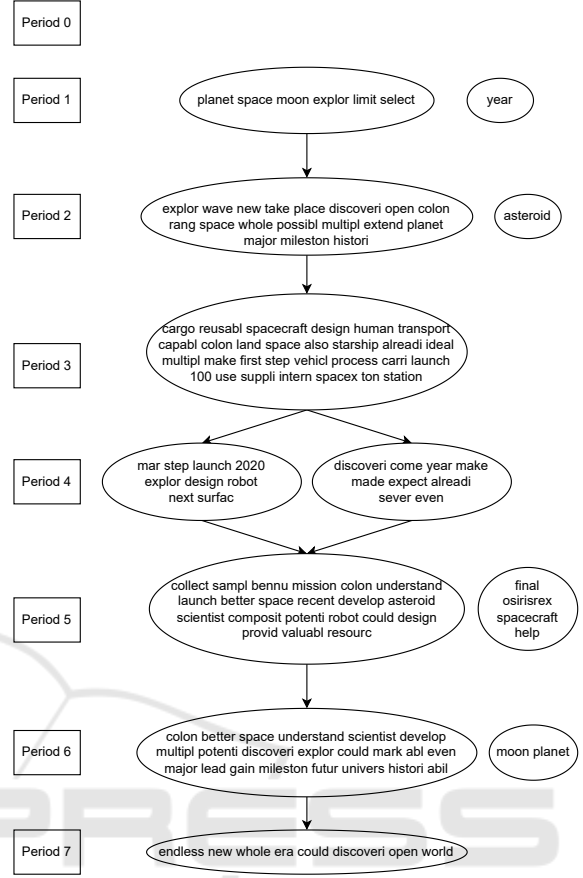 Period 0
Period 1
planet space moon explor limit select
year
Period 2
explor wave new take place discoveri open colon
rang space whole possibl multipl extend planet
major mileston histori
asteroid
Period 3
cargo reusabl spacecraft design human transport
capabl colon land space also starship alreadi ideal
multipl make first step vehicl process carri launch
100 use suppli intern spacex ton station
Period 4
mar step launch 2020
explor design robot
next surfac
discoveri come year make
made expect alreadi
sever even
Period 5
collect sampl bennu mission colon understand
launch better space recent develop asteroid
scientist composit potenti robot could design
provid valuabl resourc
final
osirisrex
spacecraft
help
Period 6
colon better space understand scientist develop
multipl potenti discoveri explor could mark abl even
major lead gain mileston futur univers histori abil
moon planet
Period 7
endless new whole era could discoveri open world
PRESS